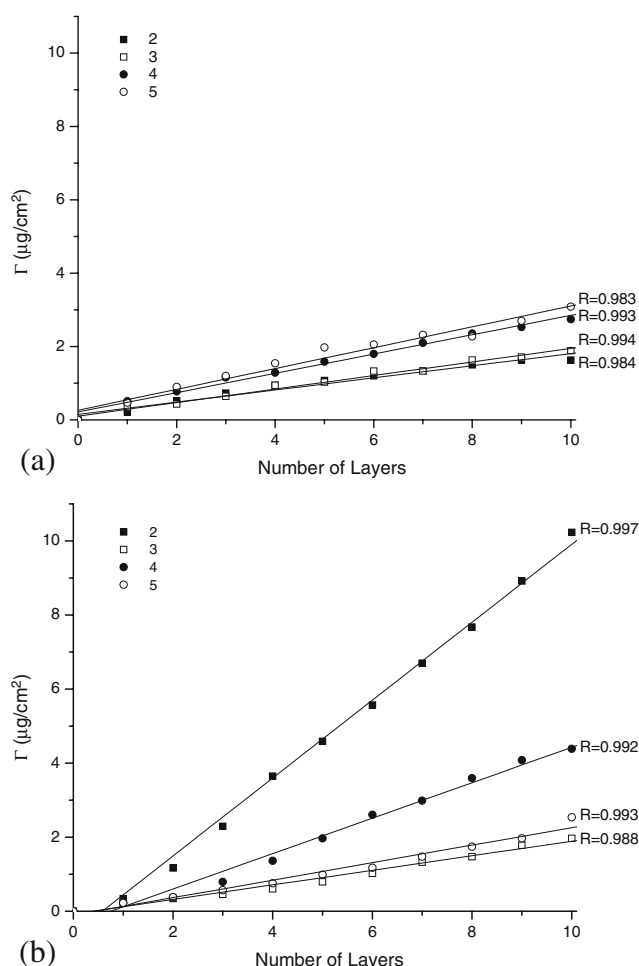 10
8
6
4
2
0
Γ (μg/cm²)
2
3
4
5
R=0.983
R=0.993
R=0.994
R=0.984
0 2 4 6 8 10
Number of Layers
(a)
10
8
6
4
2
0
Γ (μg/cm²)
2
3
4
5
R=0.997
R=0.992
R=0.993
R=0.988
0 2 4 6 8 10
Number of Layers
(b)